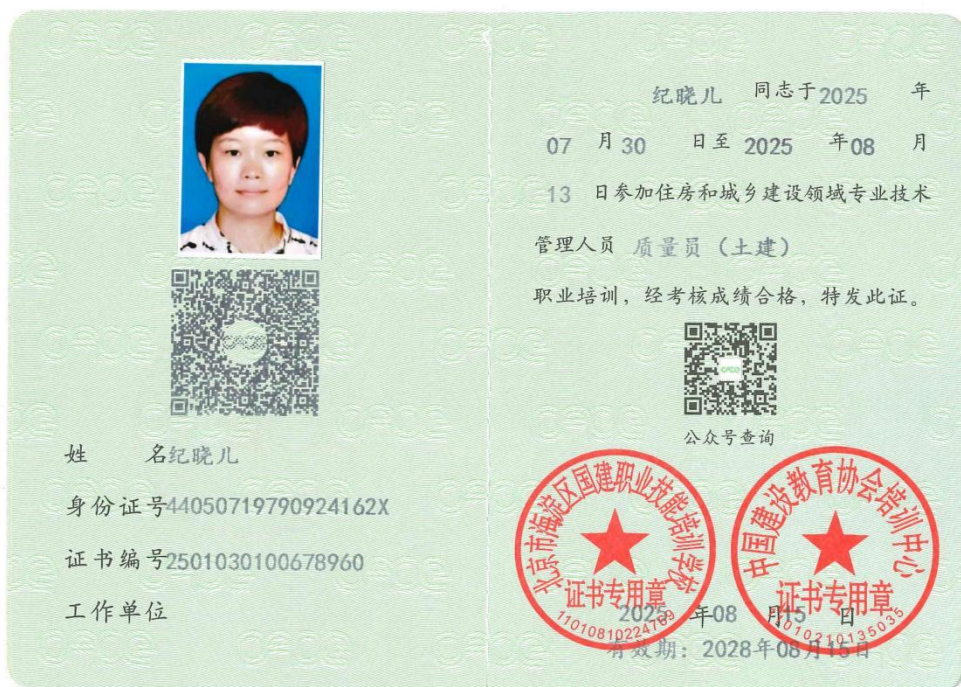 姓 名纪晓儿
身份证号44050719790924162X
证书编号2501030100678960
工作单位
纪晓儿 同志于2025 年
07 月30 日至 2025 年08 月
13 日参加住房和城乡建设领域专业技术
管理人员 质量员（土建）
职业培训，经考核成绩合格，特发此证。
公众号查询
北京市海淀区国建职业技能培训学校
证书专用章
11010810224769
中国建设教育协会培训中心
证书专用章
11010210135035
2025 年08 月15 日
有效期: 2028年08月15日